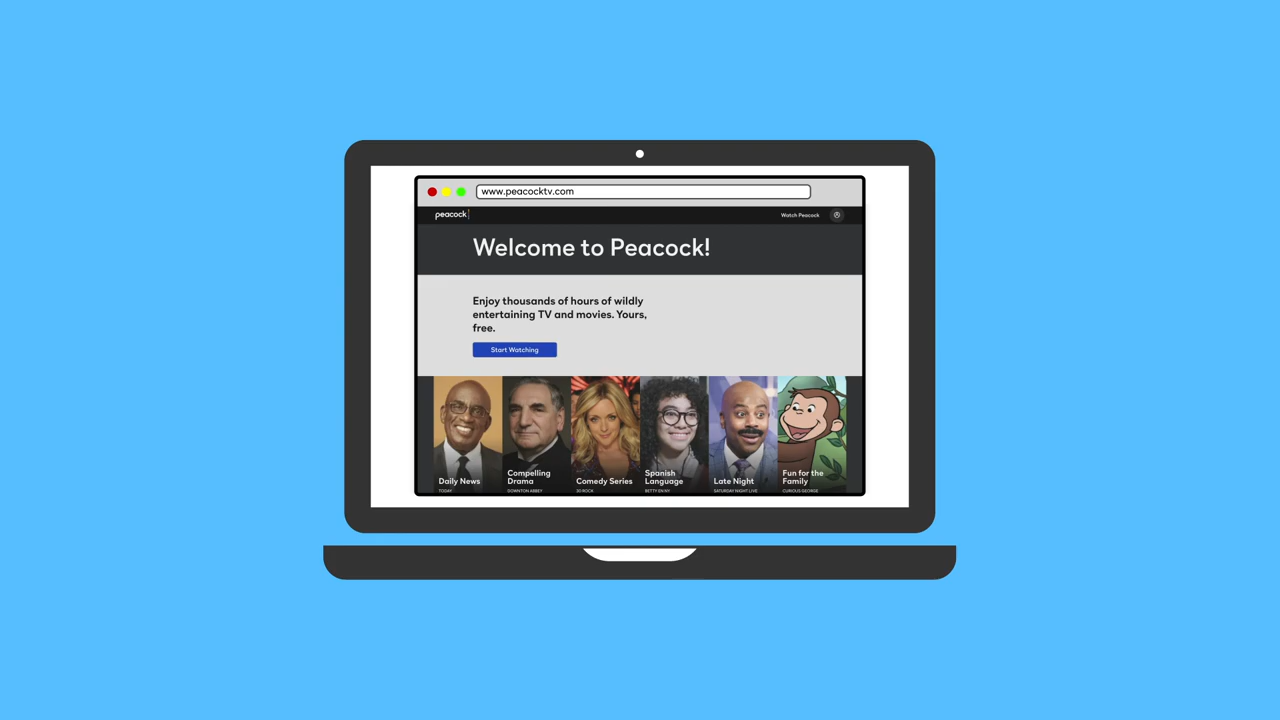 www.peacocktv.com
peacock
Watch Peacock
Welcome to Peacock!
Enjoy thousands of hours of wildly
entertaining TV and movies. Yours,
free.
Start Watching
Daily News
TODAY
Compelling
Drama
DOWNTON ABBEY
Comedy Series
30 ROCK
Spanish
Language
BETTY EN NY
Late Night
SATURDAY NIGHT LIVE
Fun for the
Family
CURIOUS GEORGE